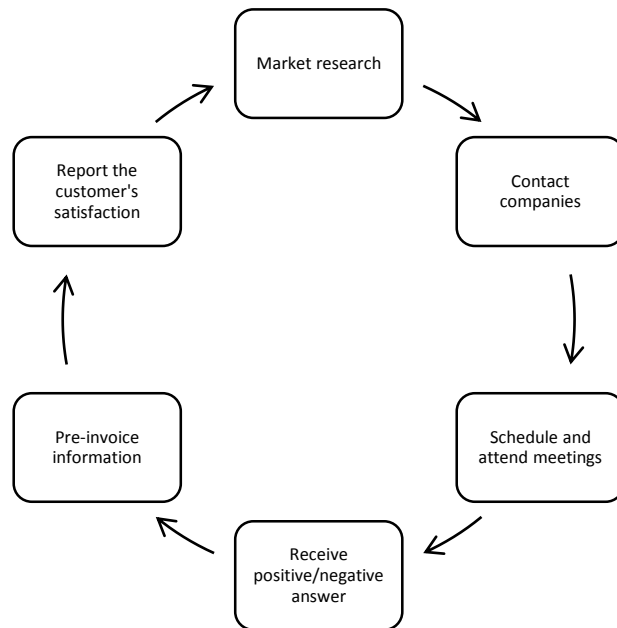 Market research
Contact
companies
Schedule and
attend meetings
Receive
positive/negative
answer
Pre-invoice
information
Report the
customer's
satisfaction